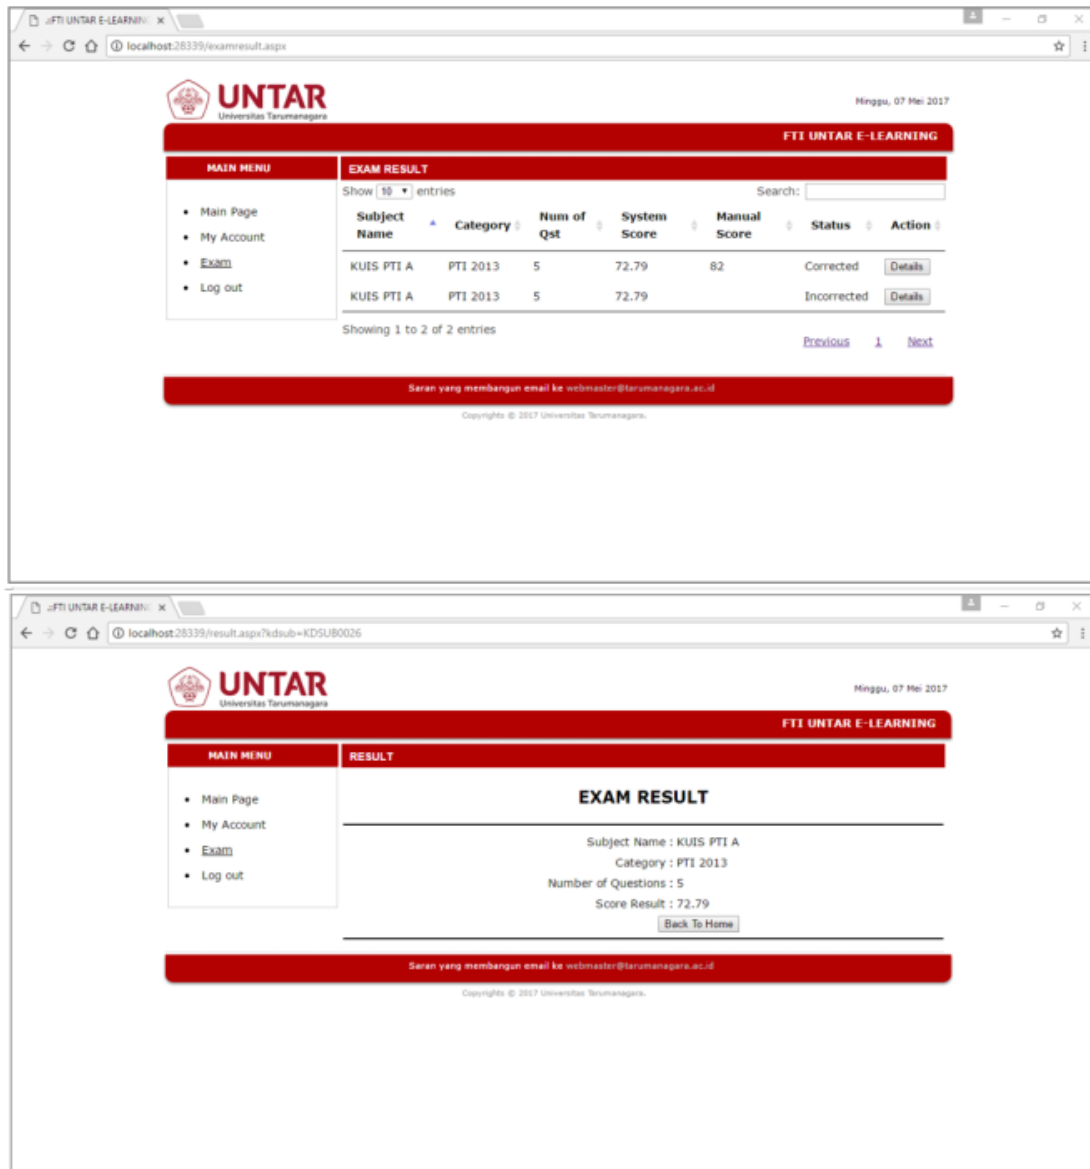 FTI UNTAR E-LEARNIN
localhost:28339/examresult.aspx
UNTAR
Universitas Tarumanagara
Minggu, 07 Mei 2017
FTI UNTAR E-LEARNING
MAIN MENU
EXAM RESULT
Show 10 entries
Search:
Main Page
My Account
Exam
Log out
Subject Name Category Num of Qst System Score Manual Score Status Action
KUIS PTI A PTI 2013 5 72.79 82 Corrected Details
KUIS PTI A PTI 2013 5 72.79 Incorrected Details
Showing 1 to 2 of 2 entries
Previous 1 Next
Saran yang membangun email ke webmaster@tarumanagara.ac.id
Copyrights © 2017 Universitas Tarumanagara.
FTI UNTAR E-LEARNING
localhost:28339/result.aspx?kdsub=KDSUB0026
UNTAR
Universitas Tarumanagara
Minggu, 07 Mei 2017
FTI UNTAR E-LEARNING
MAIN MENU
RESULT
Main Page
My Account
Exam
Log out
EXAM RESULT
Subject Name : KUIS PTI A
Category : PTI 2013
Number of Questions : 5
Score Result : 72.79
Back To Home
Saran yang membangun email ke webmaster@tarumanagara.ac.id
Copyrights © 2017 Universitas Tarumanagara.